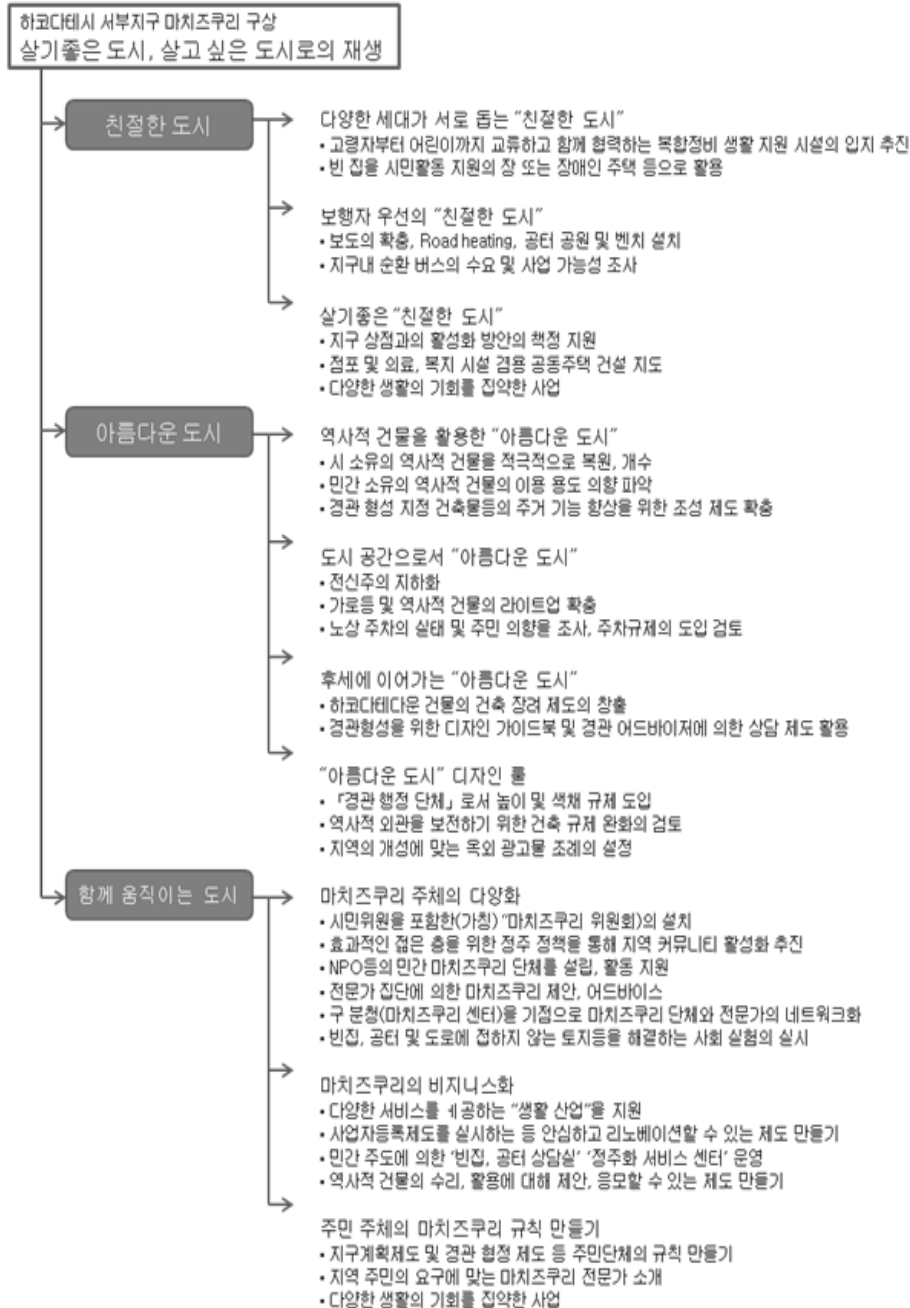 하코다테시 서부지구 마치즈쿠리 구상
살기좋은 도시, 살고 싶은 도시로의 재생
친절한 도시
다양한 세대가 서로 돕는 “친절한 도시”
• 고령자부터 어린이까지 교류하고 함께 협력하는 복합정비 생활 지원 시설의 입지 추진
• 빈 집을 시민활동 지원의 장 또는 장애인 주택 등으로 활용
보행자 우선의 “친절한 도시”
• 보도의 확충, Road heating, 공터 공원 및 벤치 설치
• 지구내 순환 버스의 수요 및 사업 가능성 조사
살기좋은 “친절한 도시”
• 지구 상점과의 활성화 방안의 책정 지원
• 점포 및 의료, 복지 시설 겸용 공동주택 건설 지도
• 다양한 생활의 기회를 집약한 사업
아름다운 도시
역사적 건물을 활용한 “아름다운 도시”
• 시 소유의 역사적 건물을 적극적으로 복원, 개수
• 민간 소유의 역사적 건물의 이용 용도 의향 파악
• 경관 형성 지정 건축물등의 주거 기능 향상을 위한 조성 제도 확충
도시 공간으로서 “아름다운 도시”
• 전신주의 지하화
• 가로등 및 역사적 건물의 라이트업 확충
• 노상 주차의 실태 및 주민 의향을 조사, 주차규제의 도입 검토
후세에 이어가는 “아름다운 도시”
• 하코다테다운 건물의 건축 장려 제도의 창출
• 경관형성을 위한 디자인 가이드북 및 경관 어드바이저에 의한 상담 제도 활용
“아름다운 도시” 디자인 룰
• 「경관 행정 단체」로서 높이 및 색채 규제 도입
• 역사적 외관을 보전하기 위한 건축 규제 완화의 검토
• 지역의 개성에 맞는 옥외 광고물 조례의 설정
함께 움직이는 도시
마치즈쿠리 주체의 다양화
• 시민위원을 포함한(가칭) “마치즈쿠리 위원회)의 설치
• 효과적인 젊은 층을 위한 정주 정책을 통해 지역 커뮤니티 활성화 추진
• NPO등의 민간 마치즈쿠리 단체를 설립, 활동 지원
• 전문가 집단에 의한 마치즈쿠리 제안, 어드바이스
• 구 분청(마치즈쿠리 센터)을 기점으로 마치즈쿠리 단체와 전문가의 네트워크화
• 빈집, 공터 및 도로에 접하지 않는 토지등을 해결하는 사회 실험의 실시
마치즈쿠리의 비지니스화
• 다양한 서비스를 ㅔ공하는 “생활 산업”을 지원
• 사업자등록제도를 실시하는 등 안심하고 리노베이션할 수 있는 제도 만들기
• 민간 주도에 의한 ‘빈집, 공터 상담실’ ‘정주화 서비스 센터’ 운영
• 역사적 건물의 수리, 활용에 대해 제안, 응모할 수 있는 제도 만들기
주민 주체의 마치즈쿠리 규칙 만들기
• 지구계획제도 및 경관 협정 제도 등 주민단체의 규칙 만들기
• 지역 주민의 요구에 맞는 마치즈쿠리 전문가 소개
• 다양한 생활의 기회를 집약한 사업